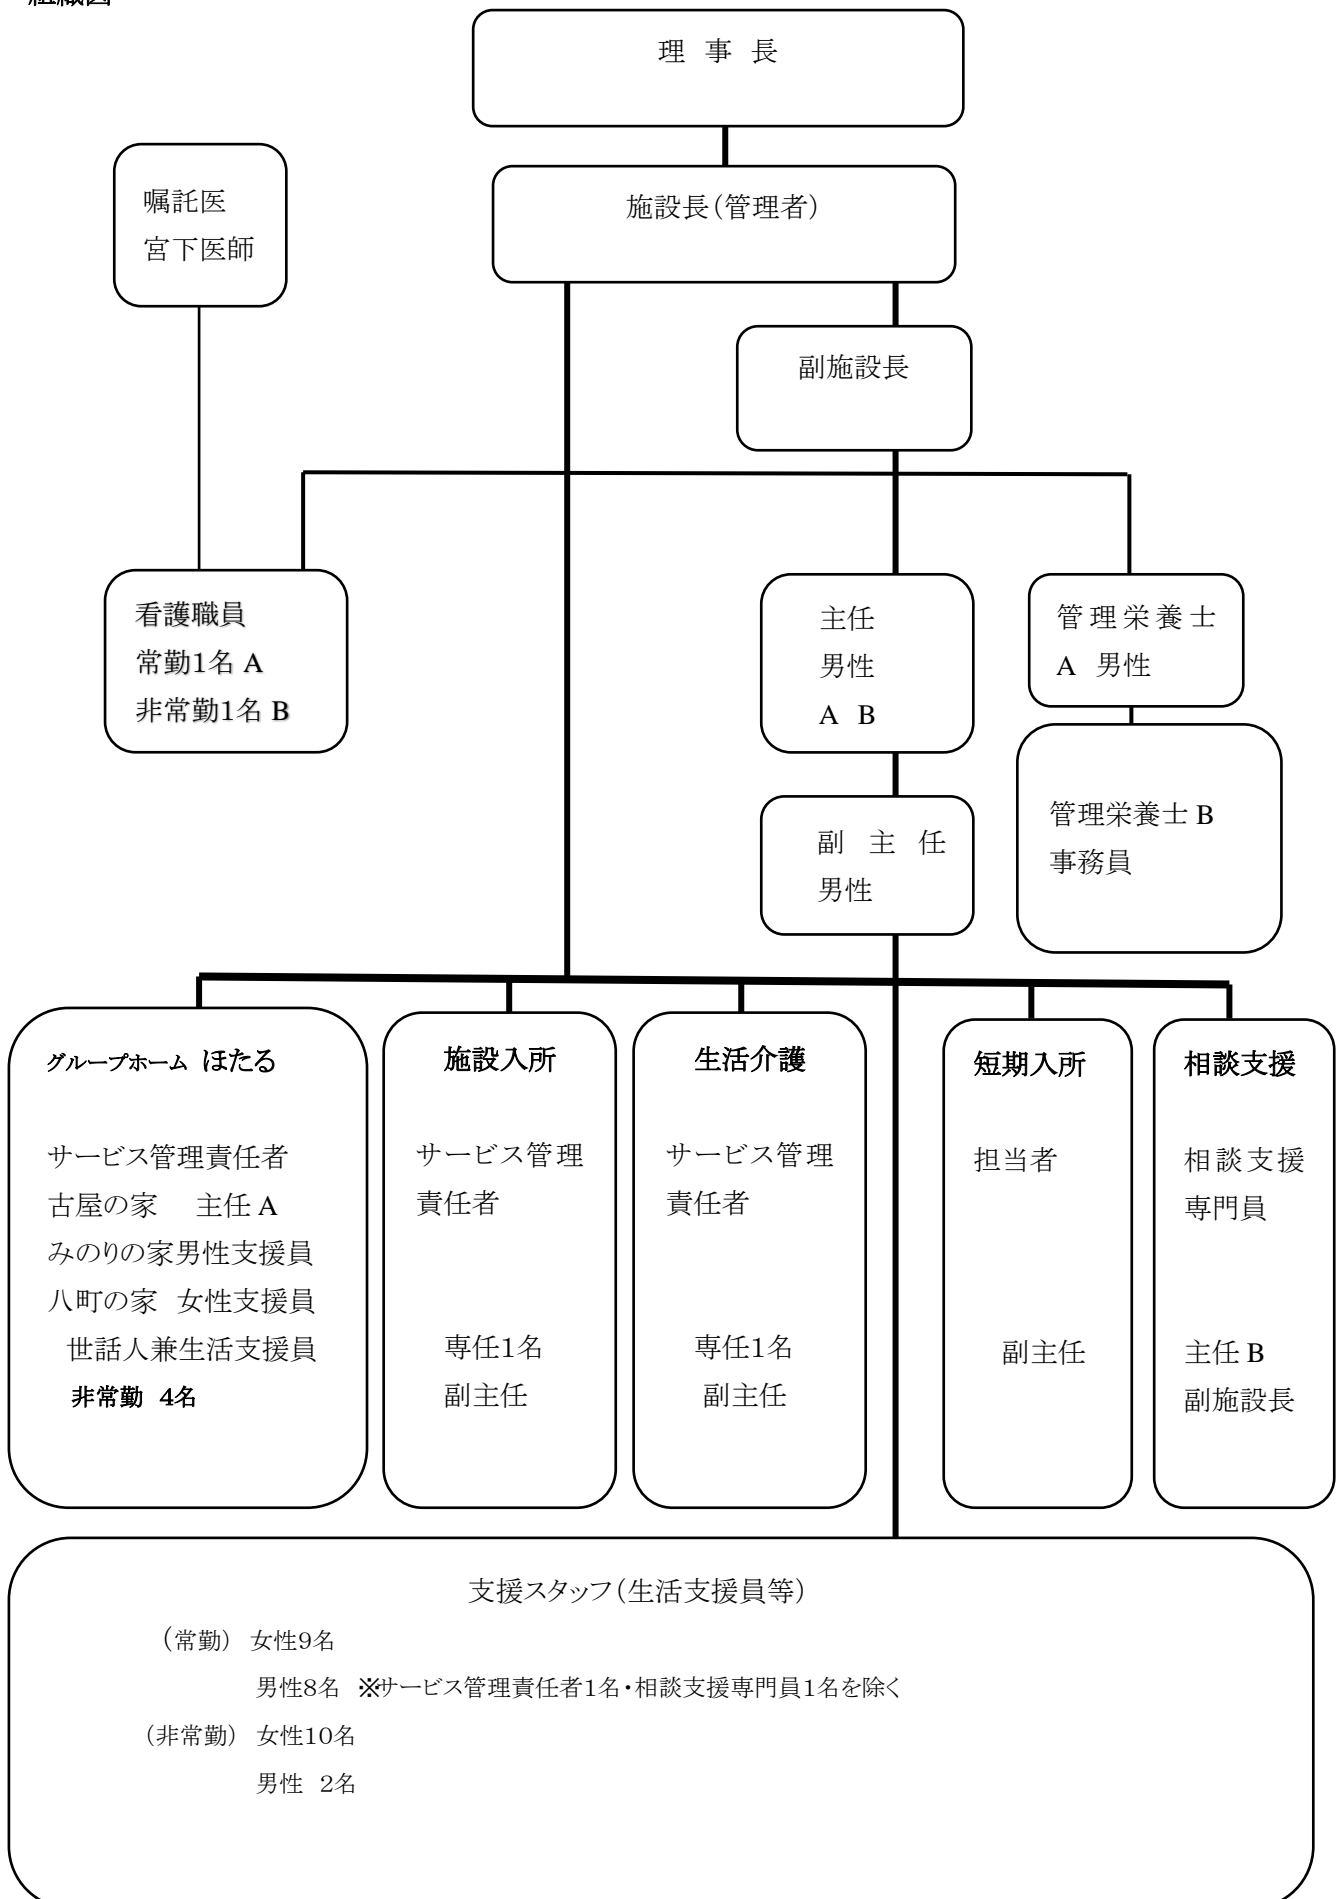 組織図
理 事 長
施設長（管理者）
嘱託医
宮下医師
副施設長
看護職員
常勤1名 A
非常勤1名 B
主任
男性
A B
管理栄養士
A 男性
副 主 任
男性
管理栄養士 B
事務員
グループホーム ほたる
サービス管理責任者
古屋の家 主任 A
みのりの家男性支援員
八町の家 女性支援員
世話人兼生活支援員
非常勤 4名
施設入所
サービス管理
責任者
専任1名
副主任
生活介護
サービス管理
責任者
専任1名
副主任
短期入所
担当者
副主任
相談支援
相談支援
専門員
主任 B
副施設長
支援スタッフ（生活支援員等）
（常勤） 女性9名
男性8名 ※サービス管理責任者1名・相談支援専門員1名を除く
（非常勤） 女性10名
男性 2名